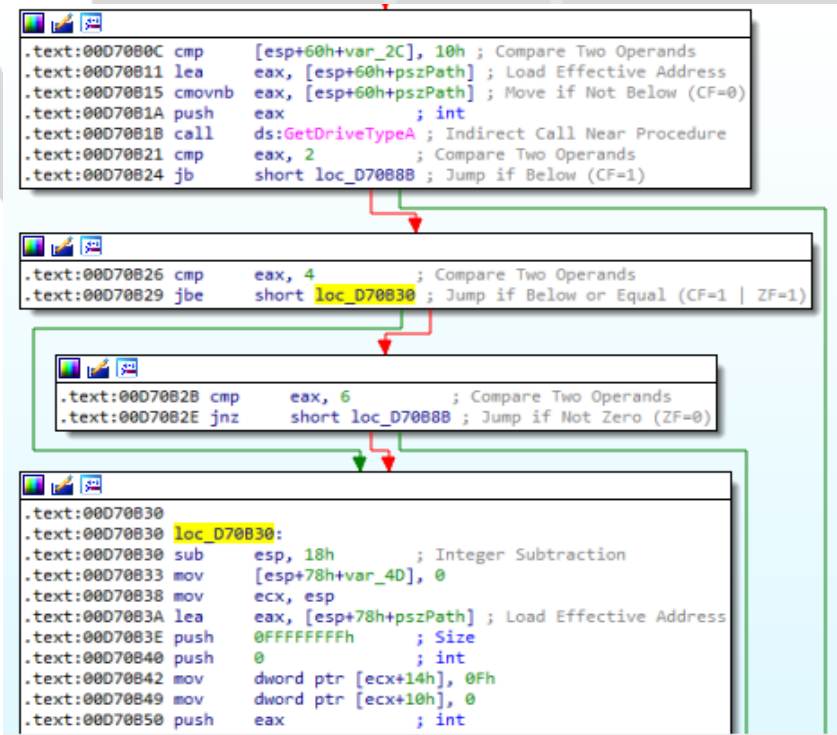 .text:00D70B0C cmp     [esp+60h+var_2C], 10h ; Compare Two Operands
.text:00D70B11 lea     eax, [esp+60h+pszPath] ; Load Effective Address
.text:00D70B15 cmovnb  eax, [esp+60h+pszPath] ; Move if Not Below (CF=0)
.text:00D70B1A push    eax             ; int
.text:00D70B1B call    ds:GetDriveTypeA ; Indirect Call Near Procedure
.text:00D70B21 cmp     eax, 2          ; Compare Two Operands
.text:00D70B24 jb      short loc_D70B8B ; Jump if Below (CF=1)
.text:00D70B26 cmp     eax, 4          ; Compare Two Operands
.text:00D70B29 jbe     short loc_D70B30 ; Jump if Below or Equal (CF=1 | ZF=1)
.text:00D70B2B cmp     eax, 6          ; Compare Two Operands
.text:00D70B2E jnz     short loc_D70B8B ; Jump if Not Zero (ZF=0)
.text:00D70B30
.text:00D70B30 loc_D70B30:
.text:00D70B30 sub     esp, 18h        ; Integer Subtraction
.text:00D70B33 mov     [esp+78h+var_4D], 0
.text:00D70B38 mov     ecx, esp
.text:00D70B3A lea     eax, [esp+78h+pszPath] ; Load Effective Address
.text:00D70B3E push    0FFFFFFFFh      ; Size
.text:00D70B40 push    0               ; int
.text:00D70B42 mov     dword ptr [ecx+14h], 0Fh
.text:00D70B49 mov     dword ptr [ecx+10h], 0
.text:00D70B50 push    eax             ; int